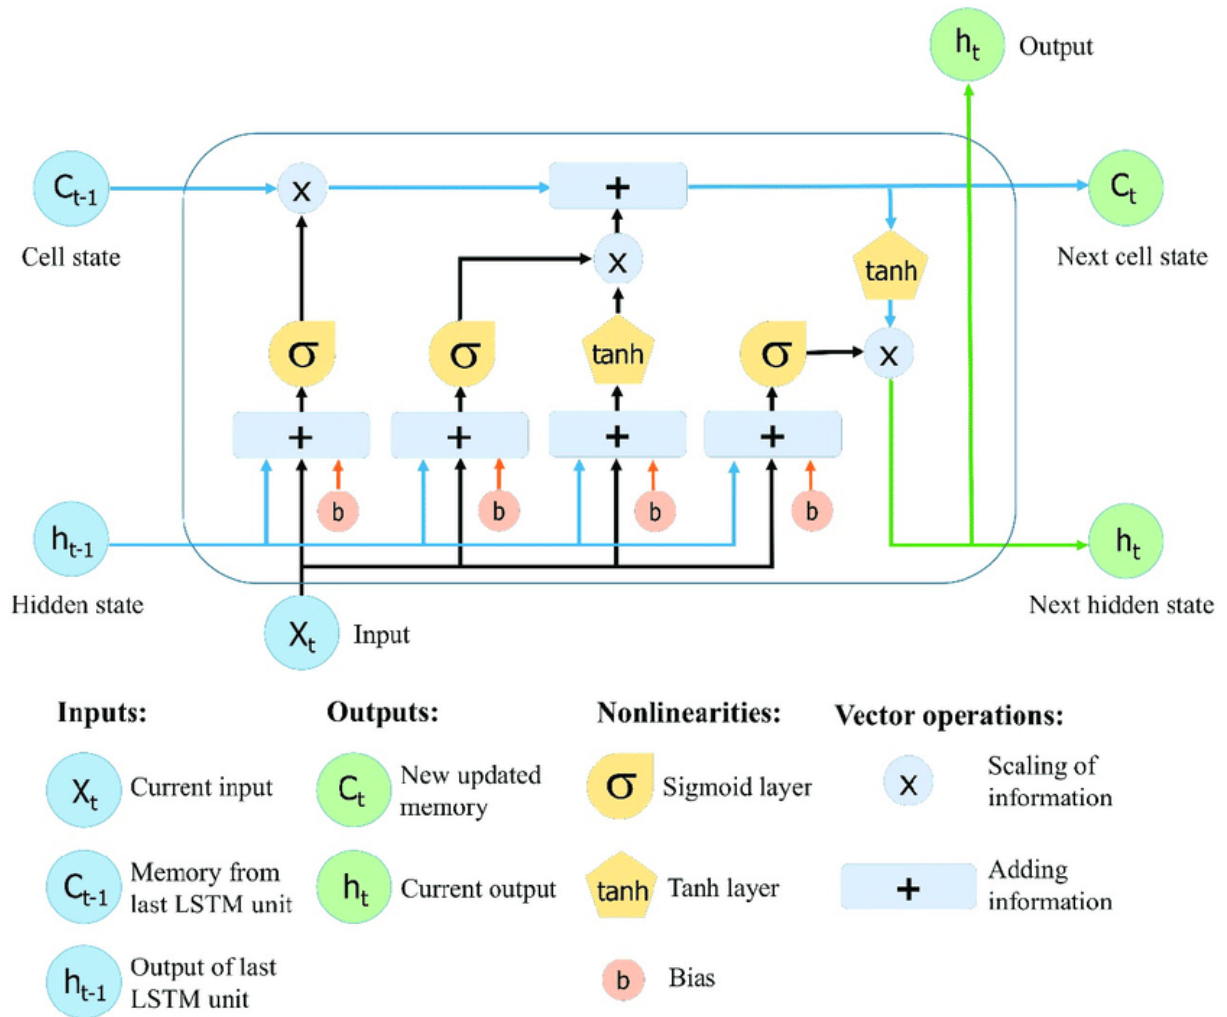 hₜ Output
Cₜ₋₁ x + Cₜ
Cell state Next cell state
x tanh
σ σ tanh σ x
+ + + +
b b b b
hₜ₋₁ hₜ
Hidden state Next hidden state
Xₜ Input
Inputs: Outputs: Nonlinearities: Vector operations:
Xₜ Current input
Cₜ₋₁ Memory from
last LSTM unit
hₜ₋₁ Output of last
LSTM unit
Cₜ New updated
memory
hₜ Current output
σ Sigmoid layer
tanh Tanh layer
b Bias
x Scaling of
information
+ Adding
information